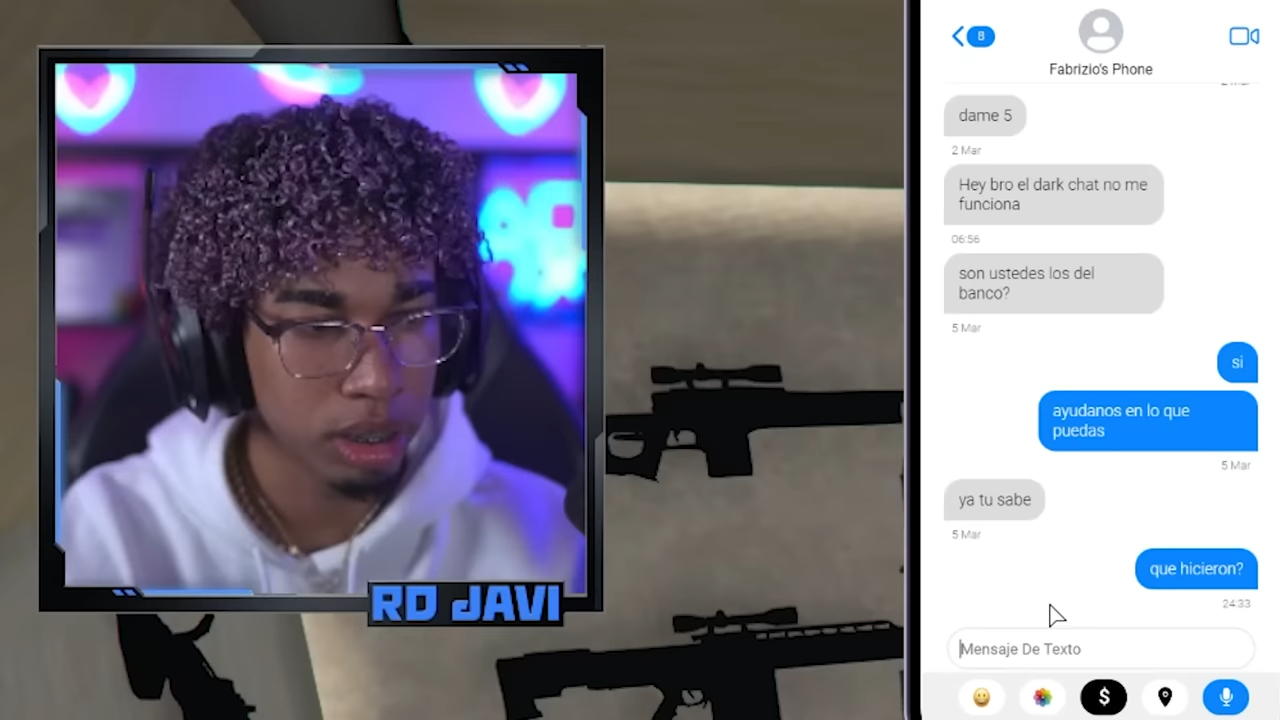 RD JAVI
8
Fabrizio's Phone
dame 5
2 Mar
Hey bro el dark chat no me
funciona
06:56
son ustedes los del
banco?
5 Mar
si
ayudanos en lo que
puedas
5 Mar
ya tu sabe
5 Mar
que hicieron?
24:33
Mensaje De Texto
$